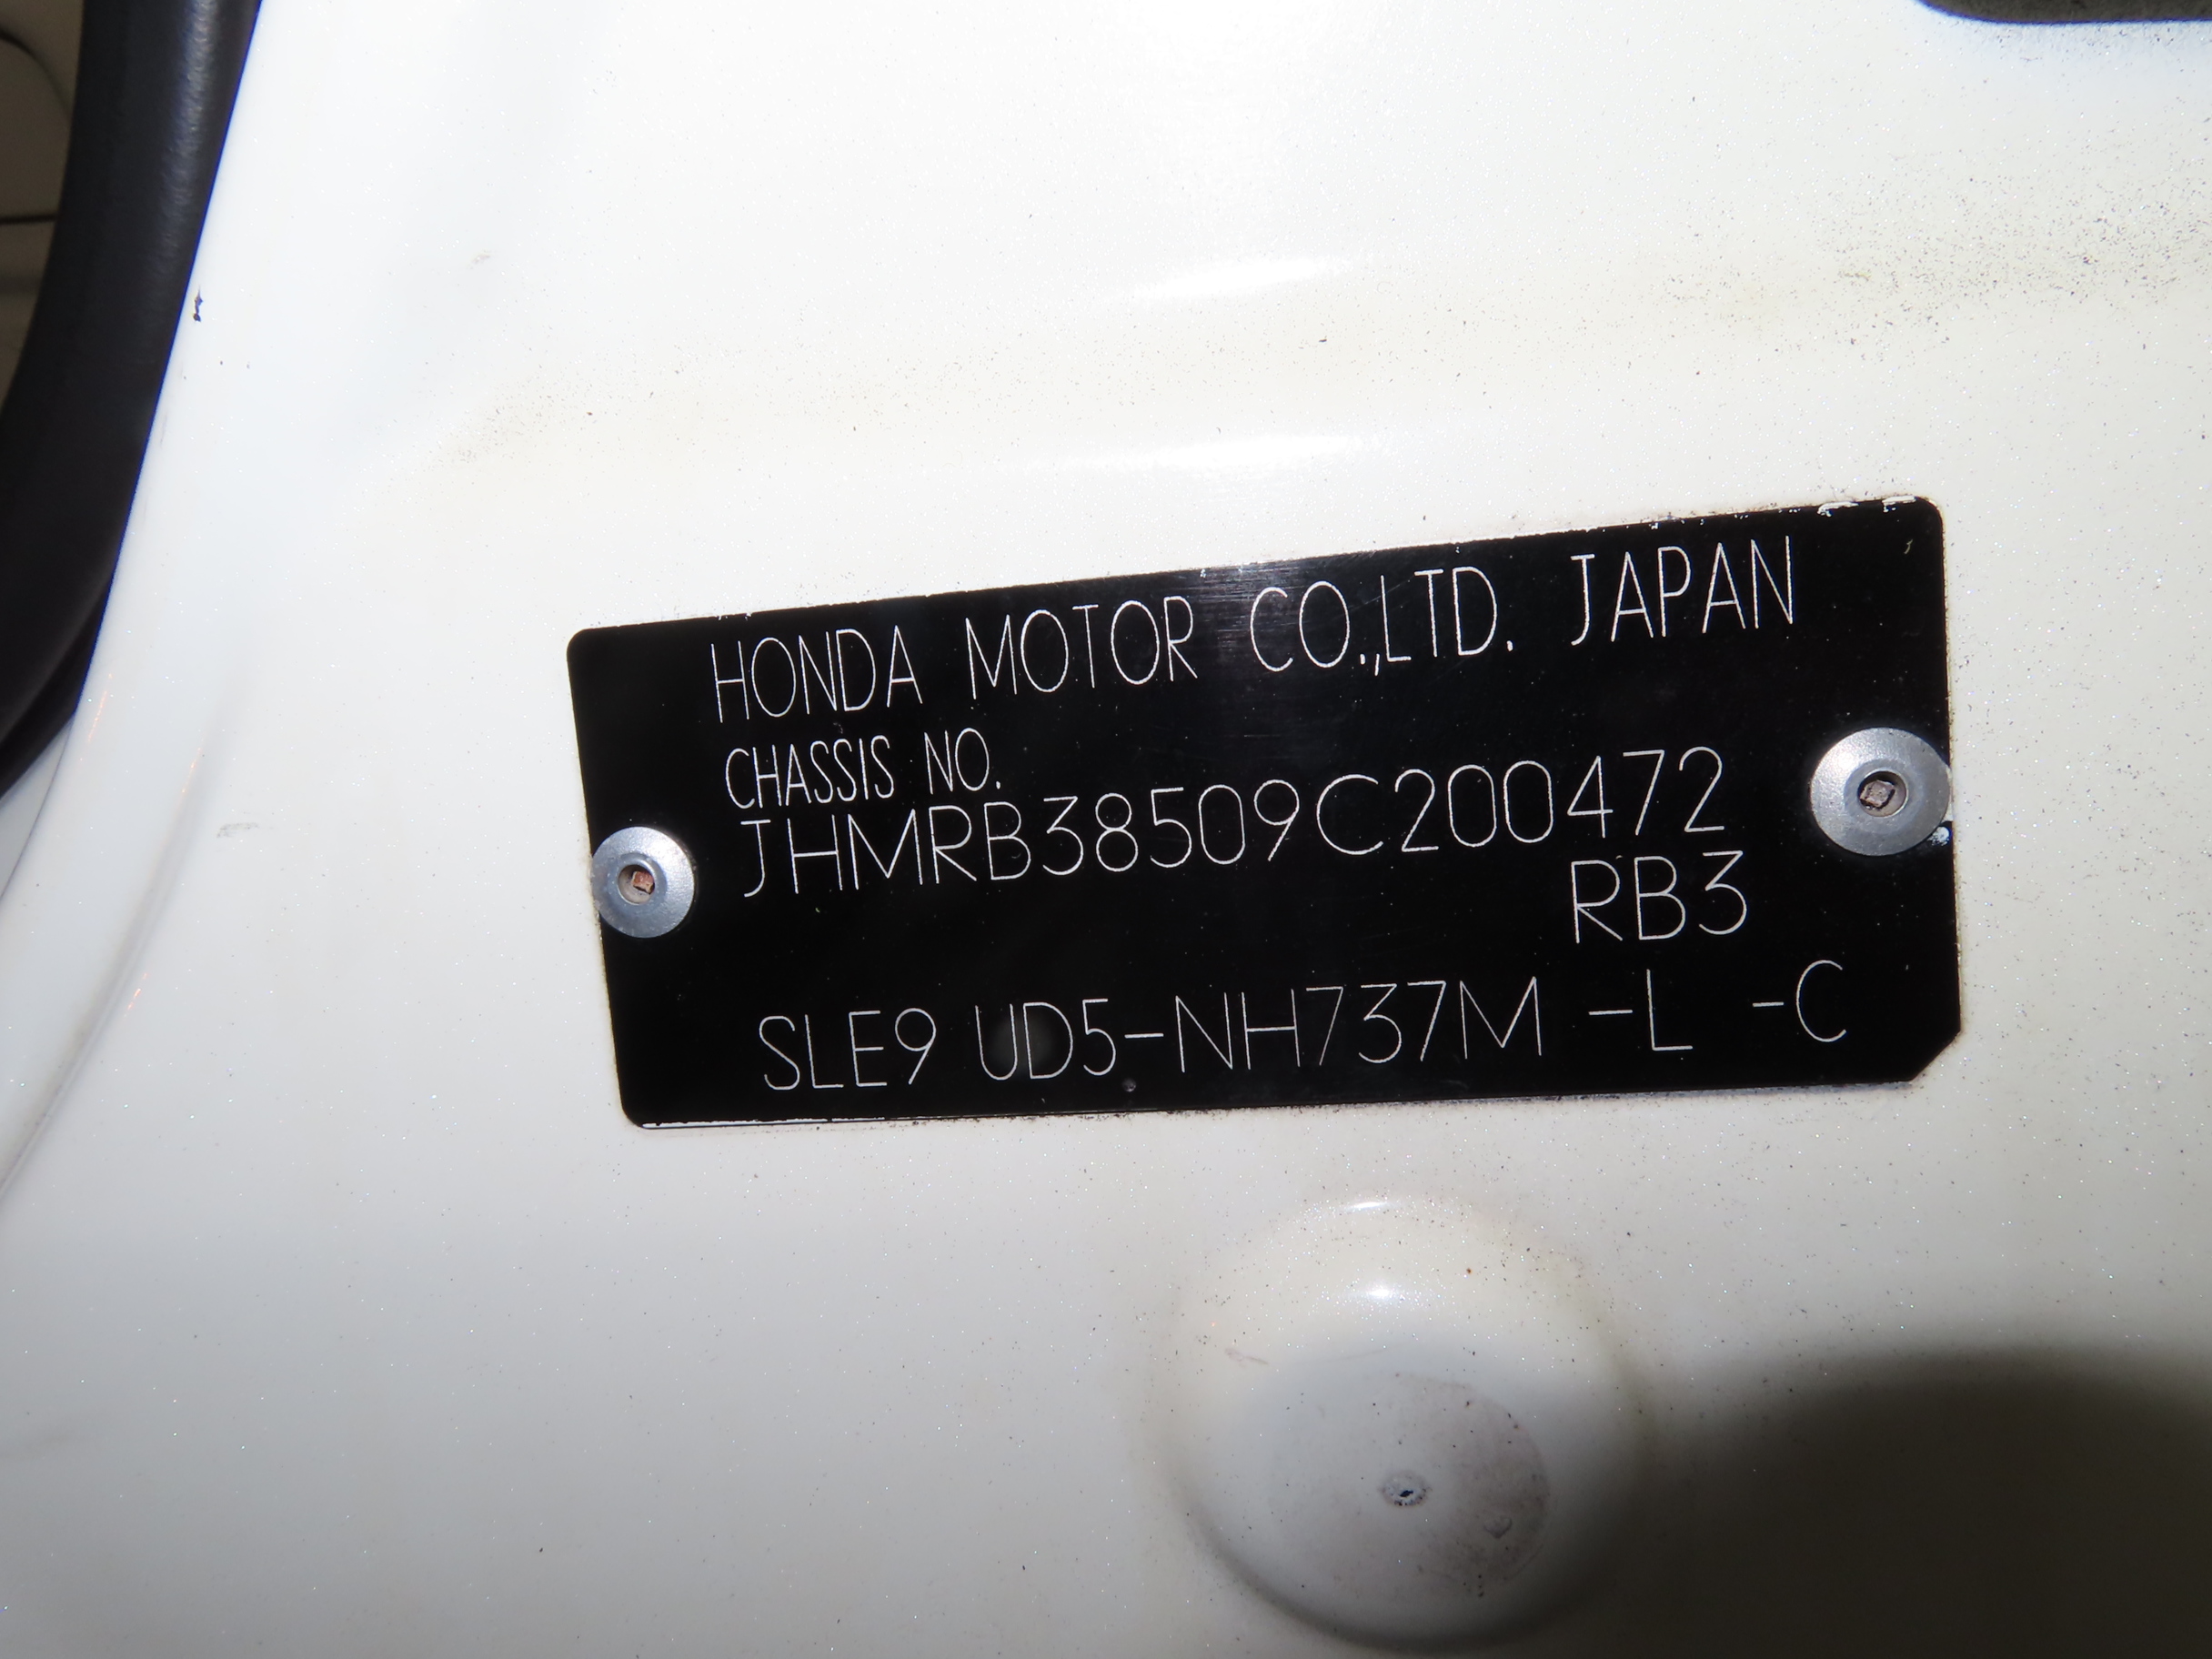 HONDA MOTOR CO.,LTD. JAPAN
CHASSIS NO.
JHMRB38509C200472
RB3
SLE9 UD5-NH737M -L -C